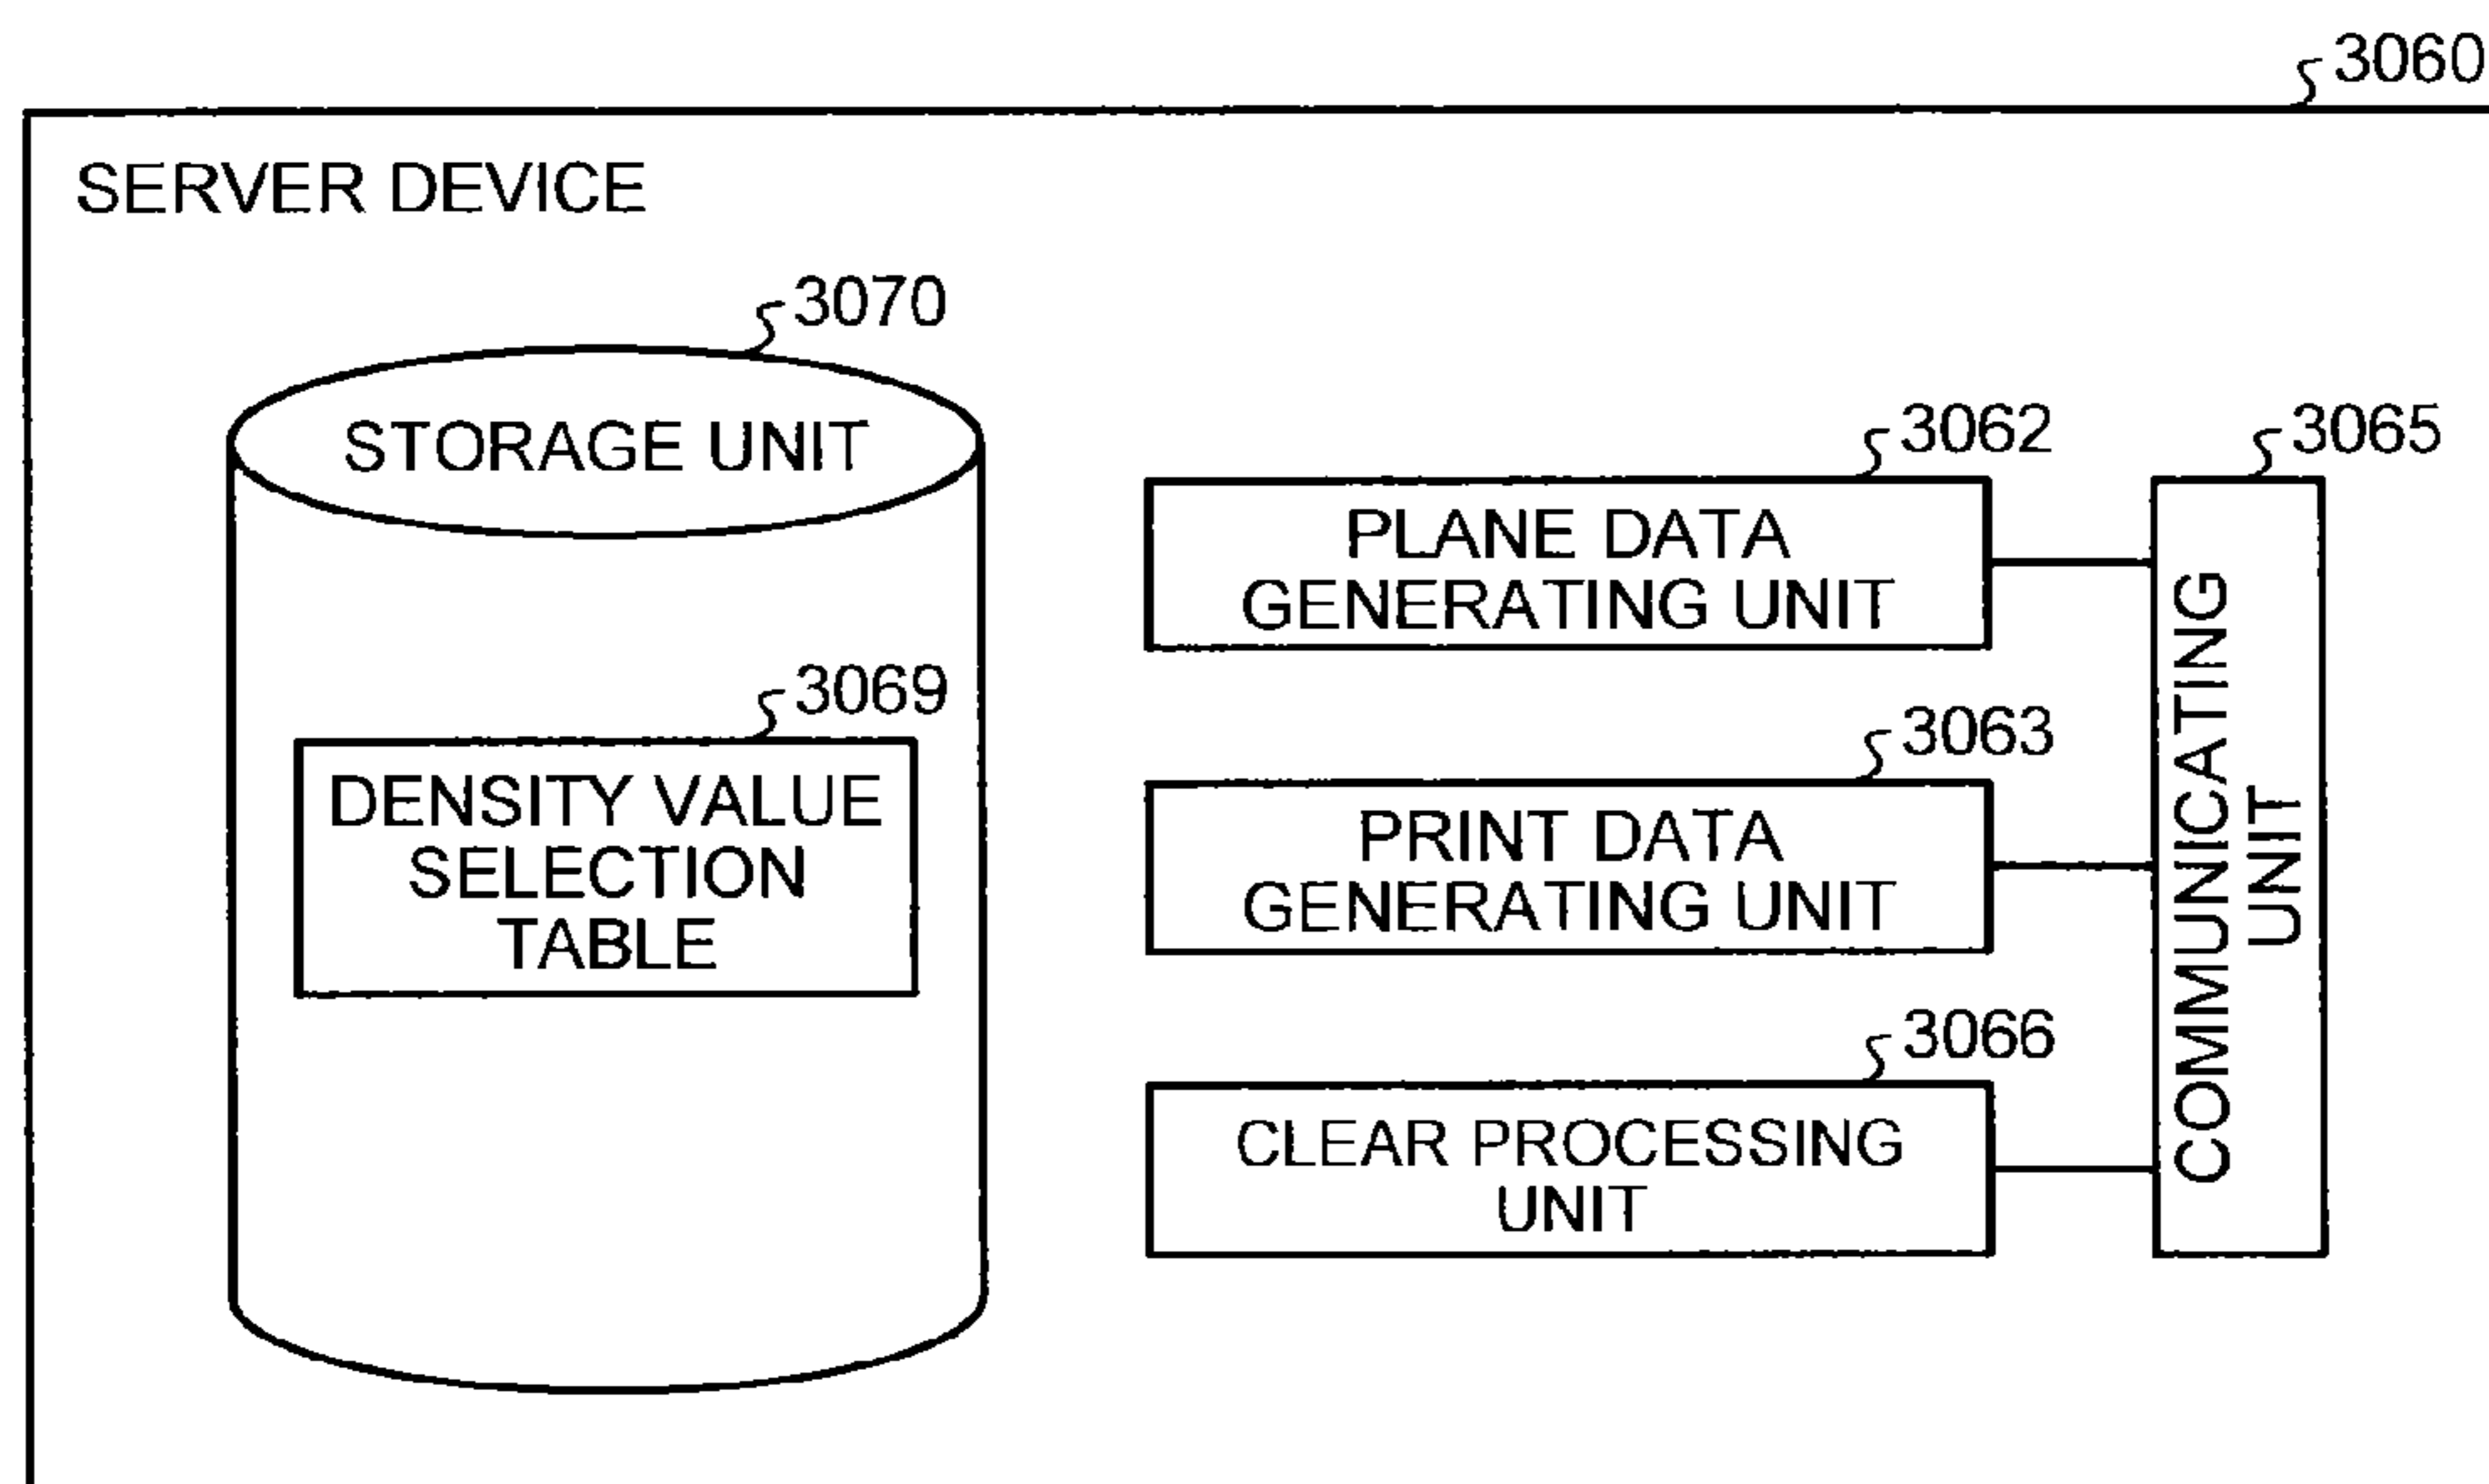 3060
SERVER DEVICE
3070
STORAGE UNIT
3069
DENSITY VALUE
SELECTION
TABLE
3062
PLANE DATA
GENERATING UNIT
3063
PRINT DATA
GENERATING UNIT
3066
CLEAR PROCESSING
UNIT
3065
COMMUNICATING
UNIT